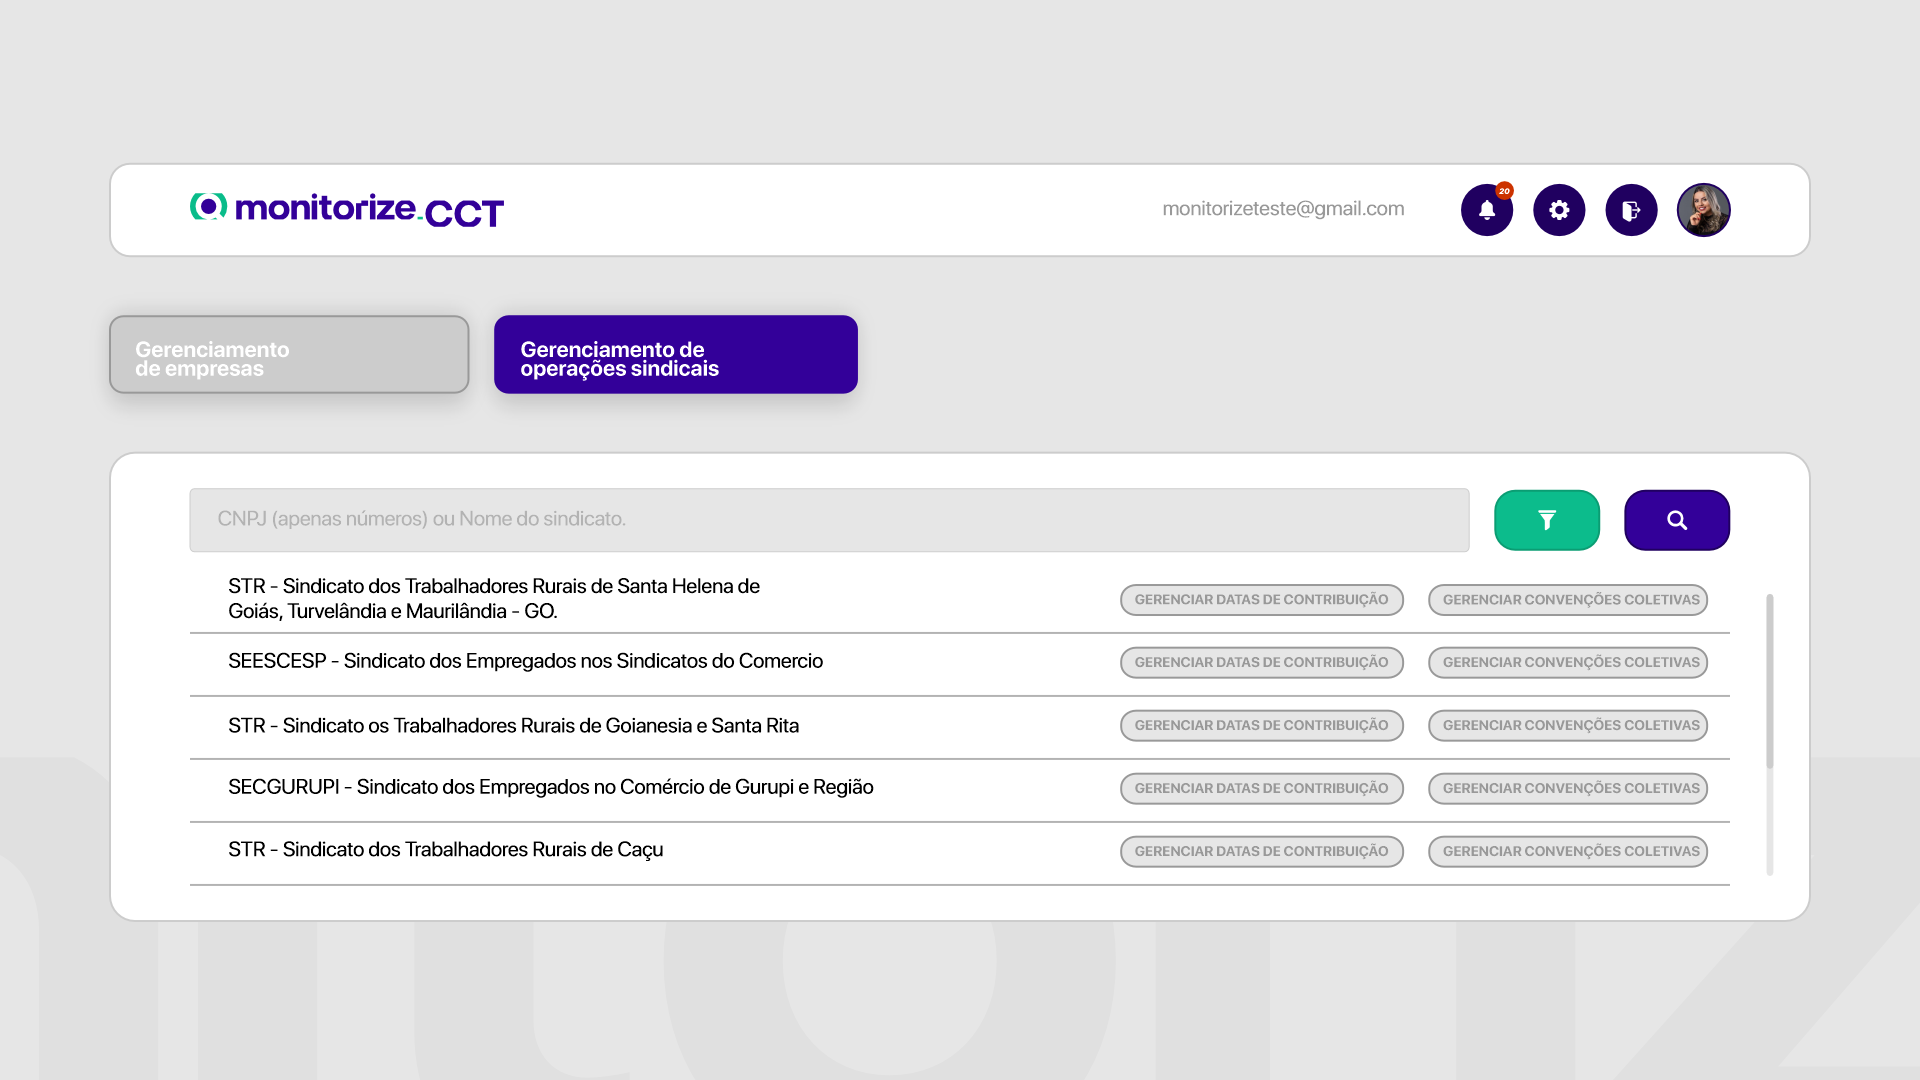 monitorize.CCT
monitorizeteste@gmail.com
20
Gerenciamento
de empresas
Gerenciamento de
operações sindicais
CNPJ (apenas números) ou Nome do sindicato.
STR - Sindicato dos Trabalhadores Rurais de Santa Helena de
Goiás, Turvelândia e Maurilândia - GO.
GERENCIAR DATAS DE CONTRIBUIÇÃO
GERENCIAR CONVENÇÕES COLETIVAS
SEESCESP - Sindicato dos Empregados nos Sindicatos do Comercio
GERENCIAR DATAS DE CONTRIBUIÇÃO
GERENCIAR CONVENÇÕES COLETIVAS
STR - Sindicato os Trabalhadores Rurais de Goianesia e Santa Rita
GERENCIAR DATAS DE CONTRIBUIÇÃO
GERENCIAR CONVENÇÕES COLETIVAS
SECGURUPI - Sindicato dos Empregados no Comércio de Gurupi e Região
GERENCIAR DATAS DE CONTRIBUIÇÃO
GERENCIAR CONVENÇÕES COLETIVAS
STR - Sindicato dos Trabalhadores Rurais de Caçu
GERENCIAR DATAS DE CONTRIBUIÇÃO
GERENCIAR CONVENÇÕES COLETIVAS